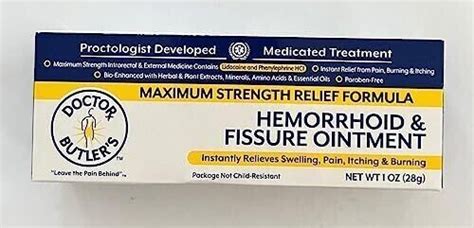 Proctologist Developed
Medicated Treatment
Maximum Strength Intrarectal & External Medicine Contains Lidocaine and Phenylephrine HCl • Instant Relief from Pain, Burning & Itching
• Bio-Enhanced with Herbal & Plant Extracts, Minerals, Amino Acids & Essential Oils • Paraben-Free
MAXIMUM STRENGTH RELIEF FORMULA
DOCTOR
BUTLER'S™
"Leave the Pain Behind"™
HEMORRHOID &
FISSURE OINTMENT
Instantly Relieves Swelling, Pain, Itching & Burning
Package Not Child-Resistant
NET WT 1 OZ (28g)